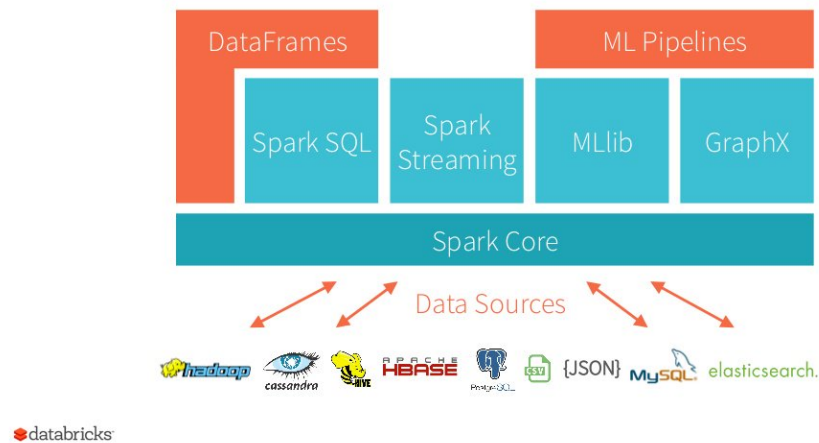 DataFrames
ML Pipelines
Spark SQL
Spark
Streaming
MLlib
GraphX
Spark Core
Data Sources
hadoop
cassandra
HIVE
APACHE
HBASE
PostgreSQL
CSV
{JSON}
MySQL
elasticsearch.
databricks